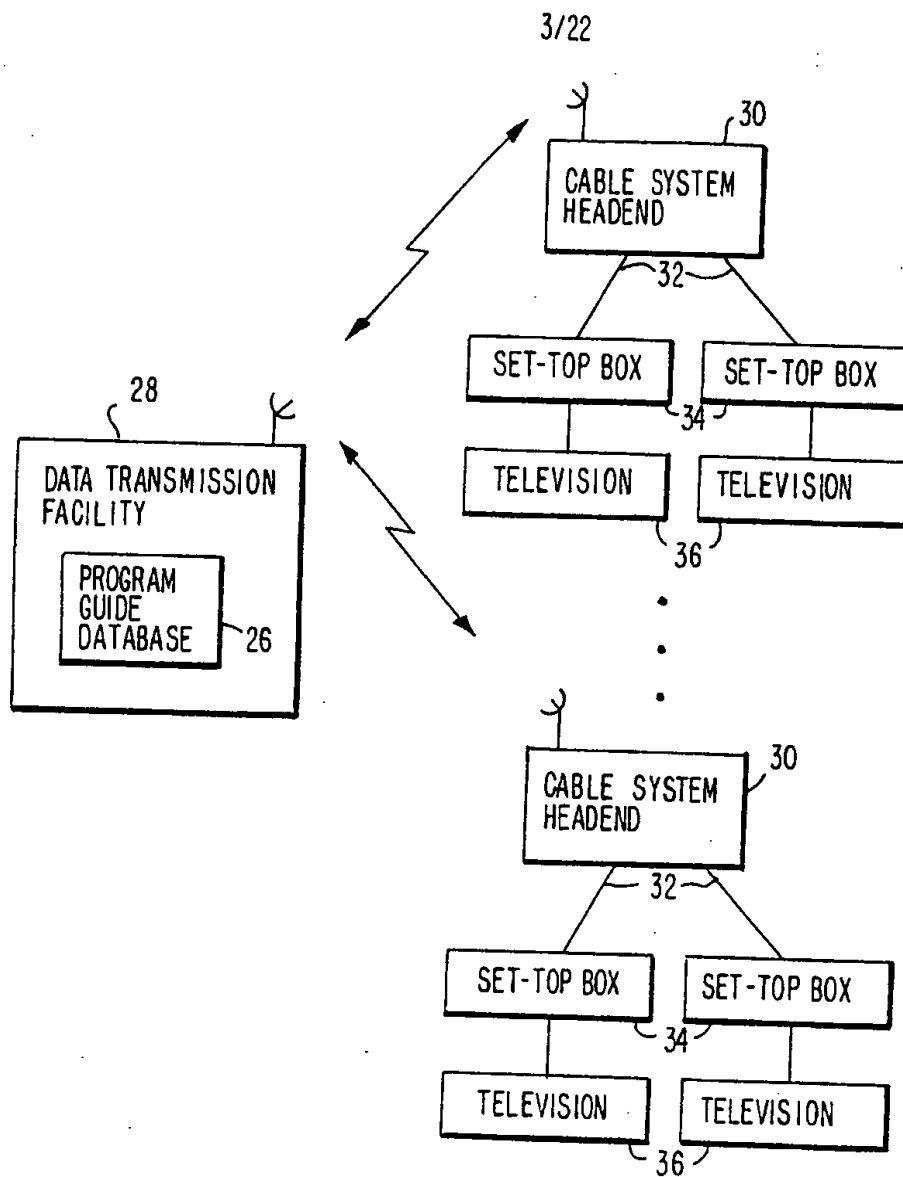 3/22
30
CABLE SYSTEM
HEADEND
32
SET-TOP BOX
SET-TOP BOX
34
TELEVISION
TELEVISION
36
28
DATA TRANSMISSION
FACILITY
PROGRAM
GUIDE
DATABASE
26
30
CABLE SYSTEM
HEADEND
32
SET-TOP BOX
SET-TOP BOX
34
TELEVISION
TELEVISION
36